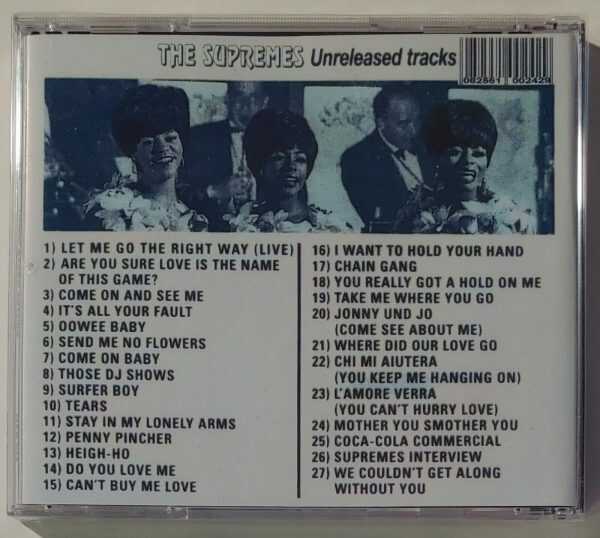 THE SUPREMES Unreleased tracks
082561 002429
1) LET ME GO THE RIGHT WAY (LIVE)
2) ARE YOU SURE LOVE IS THE NAME
OF THIS GAME?
3) COME ON AND SEE ME
4) IT'S ALL YOUR FAULT
5) OOWEE BABY
6) SEND ME NO FLOWERS
7) COME ON BABY
8) THOSE DJ SHOWS
9) SURFER BOY
10) TEARS
11) STAY IN MY LONELY ARMS
12) PENNY PINCHER
13) HEIGH-HO
14) DO YOU LOVE ME
15) CAN'T BUY ME LOVE
16) I WANT TO HOLD YOUR HAND
17) CHAIN GANG
18) YOU REALLY GOT A HOLD ON ME
19) TAKE ME WHERE YOU GO
20) JONNY UND JO
(COME SEE ABOUT ME)
21) WHERE DID OUR LOVE GO
22) CHI MI AIUTERA
(YOU KEEP ME HANGING ON)
23) L'AMORE VERRA
(YOU CAN'T HURRY LOVE)
24) MOTHER YOU SMOTHER YOU
25) COCA-COLA COMMERCIAL
26) SUPREMES INTERVIEW
27) WE COULDN'T GET ALONG
WITHOUT YOU